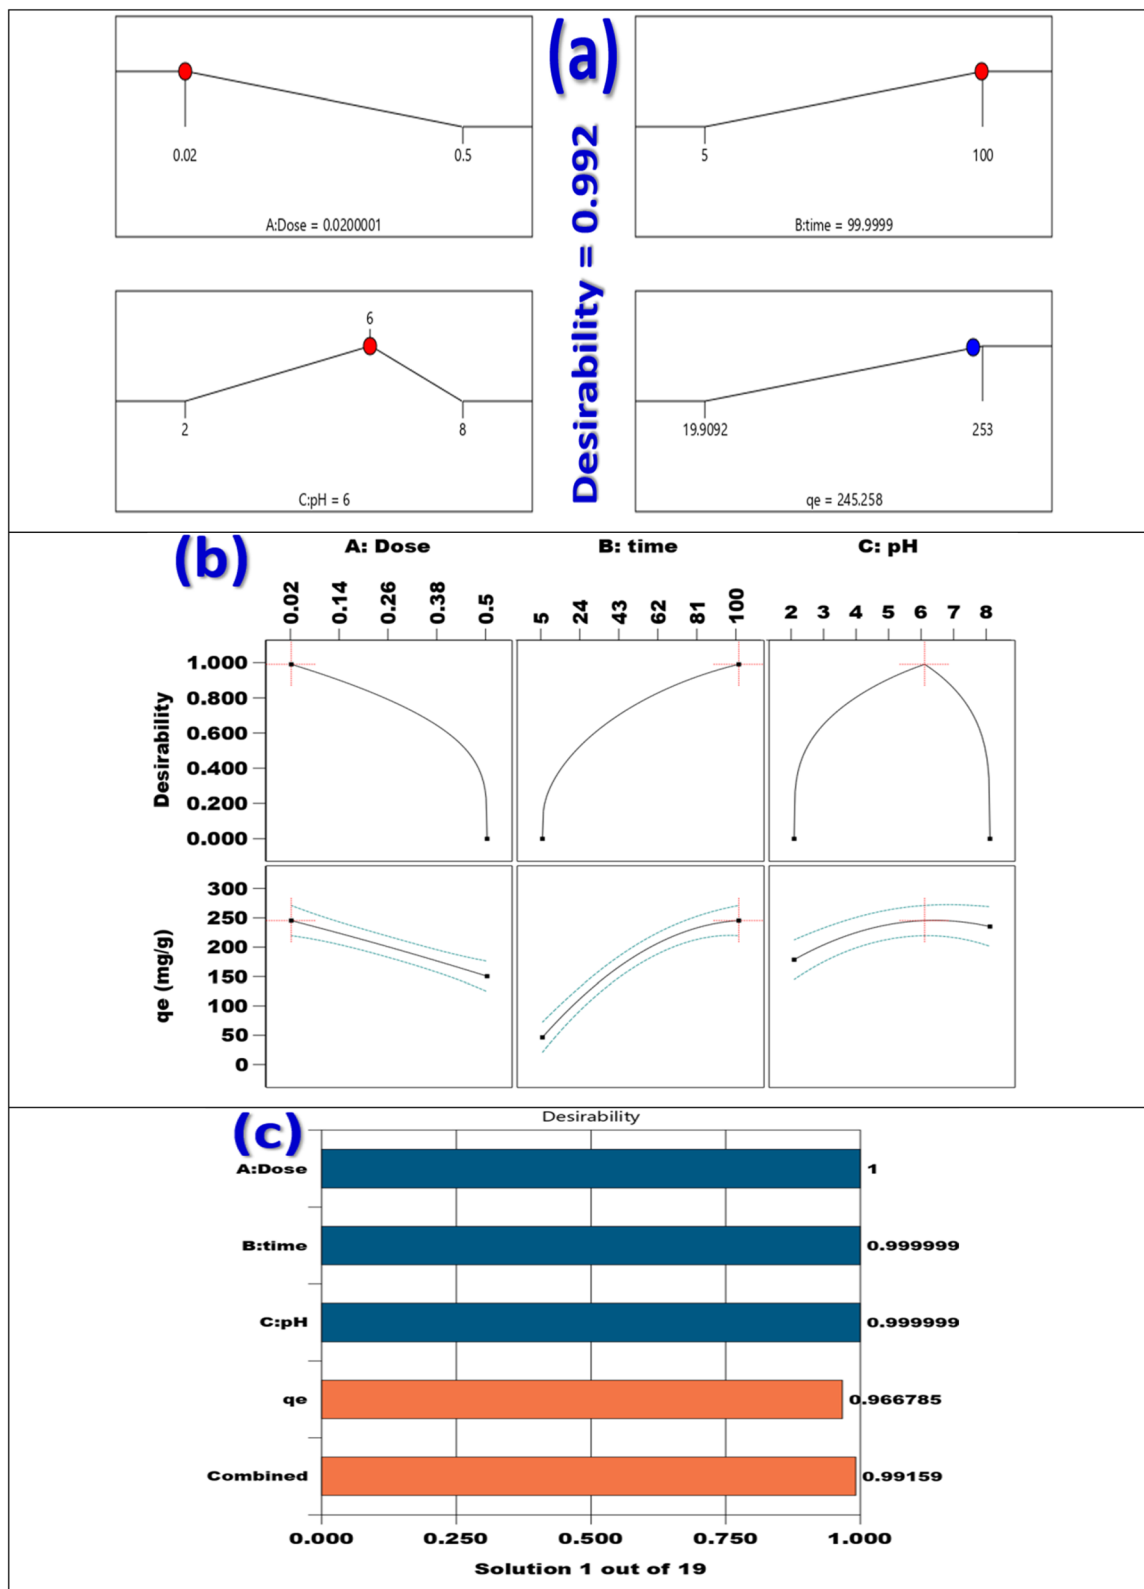 (a)
Desirability = 0.992
0.02
0.5
A:Dose = 0.0200001
5
100
B:time = 99.9999
6
2
8
C:pH = 6
19.9092
253
qe = 245.258
(b)
A: Dose
B: time
C: pH
0.02 0.14 0.26 0.38 0.5
5 24 43 62 81 100
2 3 4 5 6 7 8
Desirability
1.000
0.800
0.600
0.400
0.200
0.000
qe (mg/g)
300
250
200
150
100
50
0
(c)
Desirability
A:Dose 1
B:time 0.999999
C:pH 0.999999
qe 0.966785
Combined 0.99159
0.000 0.250 0.500 0.750 1.000
Solution 1 out of 19